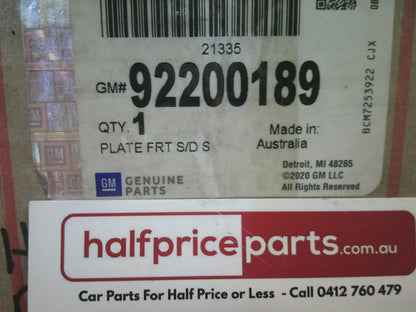 21335
GM# 92200189
QTY. 1
PLATE FRT S/D S
Made in:
Australia
GM GENUINE PARTS
Detroit, MI 48265
©2020 GM LLC
All Rights Reserved
BCM7253922 CJX
08
halfpriceparts.com.au
Car Parts For Half Price or Less - Call 0412 760 479